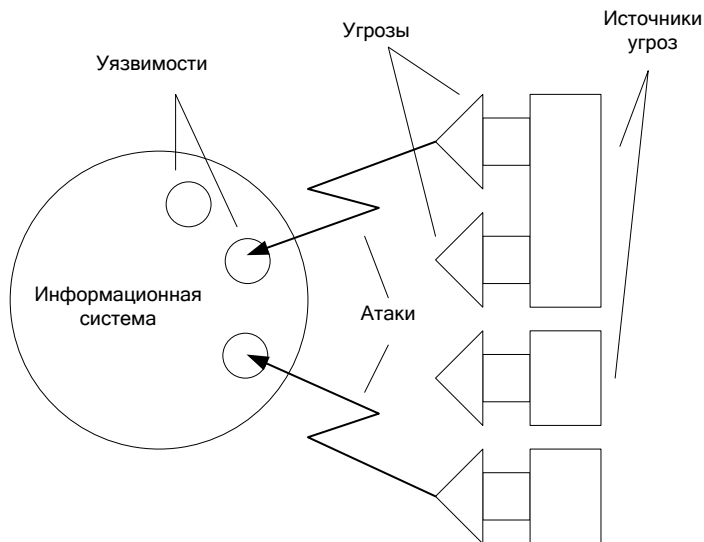 Источники
угроз
Угрозы
Уязвимости
Информационная
система
Атаки